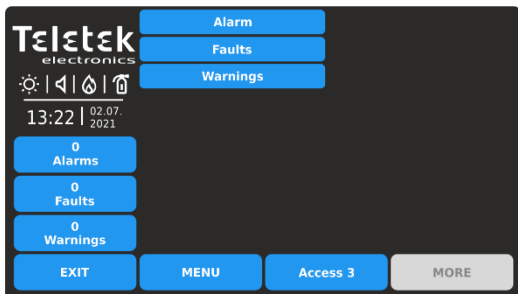 Teletek
electronics
13:22
02.07.
2021
0
Alarms
0
Faults
0
Warnings
Alarm
Faults
Warnings
EXIT
MENU
Access 3
MORE